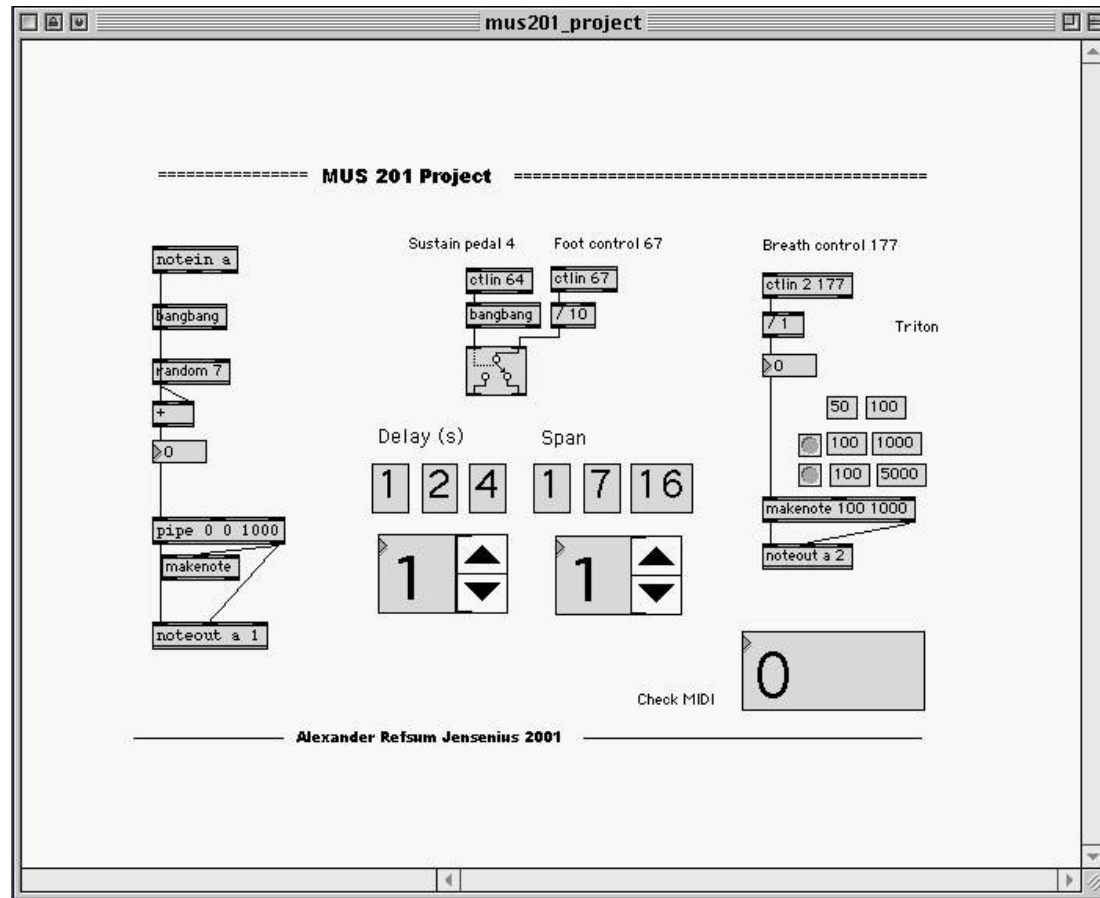 mus201_project
================ MUS 201 Project =========================================
Sustain pedal 4
Foot control 67
Breath control 177
notein a
ctlin 64
ctlin 67
ctlin 2 177
bangbang
bangbang
/ 10
/ 1
Triton
random 7
0
+
50
100
0
Delay (s)
Span
100
1000
1
2
4
1
7
16
100
5000
pipe 0 0 1000
makenote 100 1000
makenote
1
1
noteout a 2
noteout a 1
0
Check MIDI
Alexander Refsum Jensenius 2001